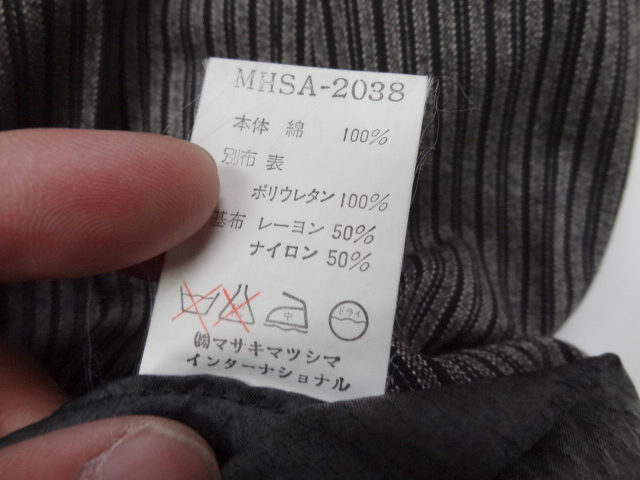 MHSA-2038
本体 綿 100%
別布 表
ポリウレタン 100%
基布 レーヨン 50%
ナイロン 50%
中 ドライ
㈱マサキマツシマ
インターナショナル